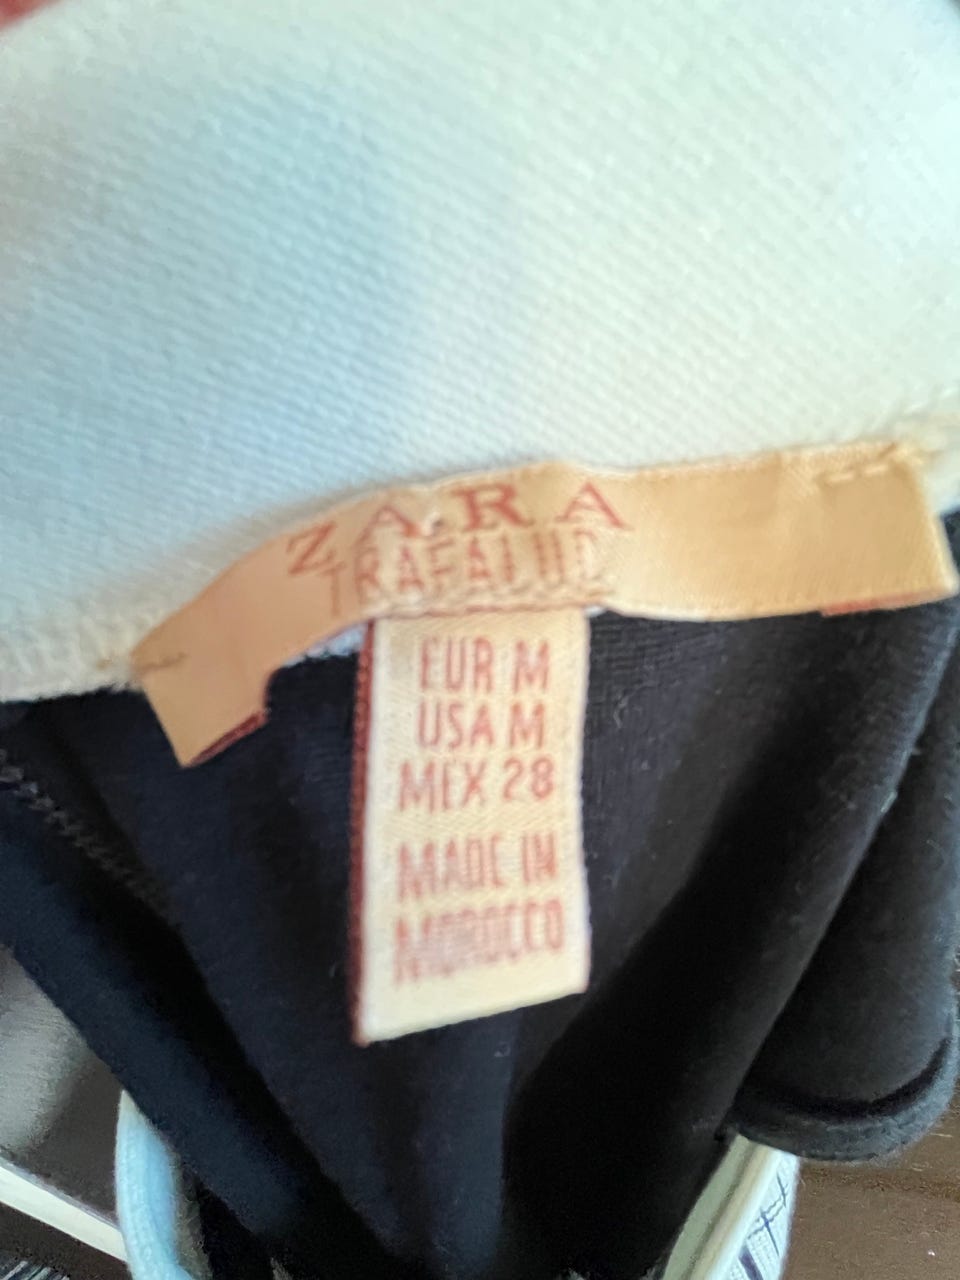 ZARA
TRAFALUC
EUR M
USA M
MEX 28
MADE IN
MOROCCO